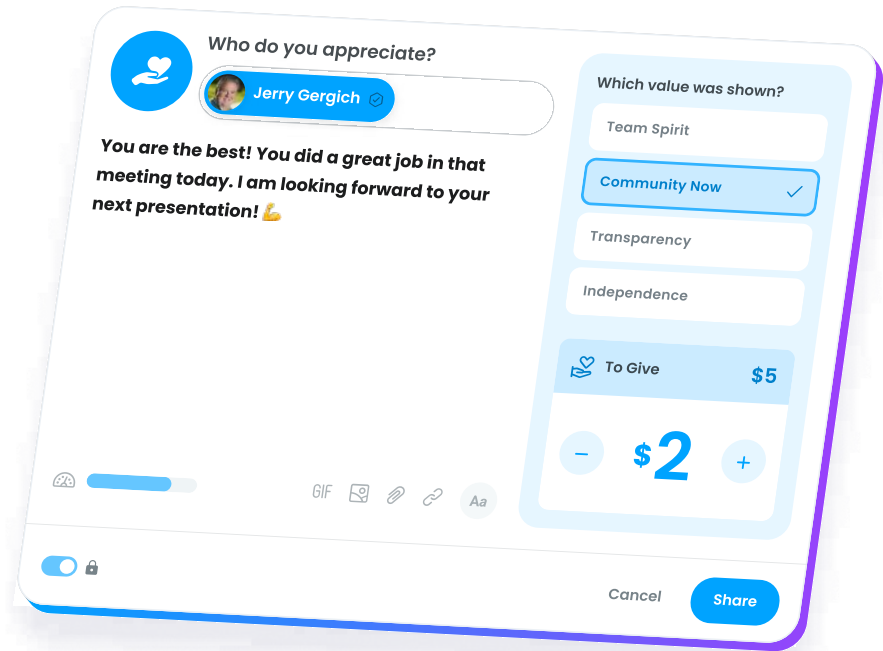 Who do you appreciate?
Jerry Gergich
You are the best! You did a great job in that
meeting today. I am looking forward to your
next presentation! 💪
GIF
Aa
Which value was shown?
Team Spirit
Community Now
Transparency
Independence
To Give $5
− $2 +
Cancel Share